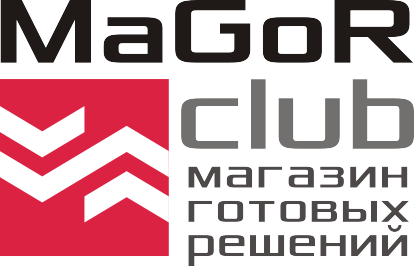 MaGoR
club
магазин
готовых
решений